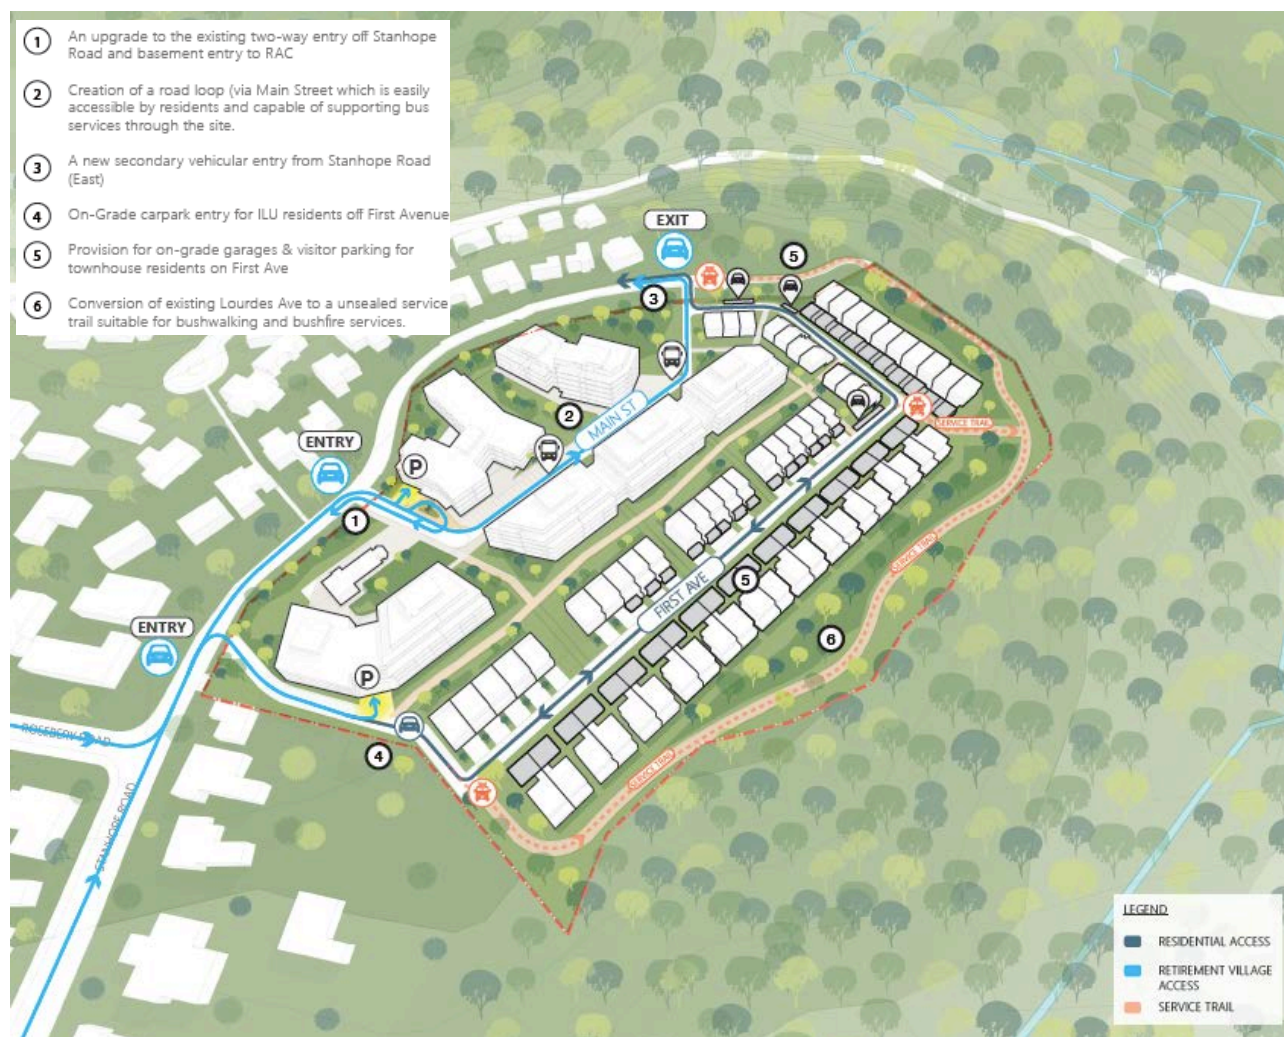 1 An upgrade to the existing two-way entry off Stanhope
Road and basement entry to RAC
2 Creation of a road loop (via Main Street which is easily
accessible by residents and capable of supporting bus
services through the site.
3 A new secondary vehicular entry from Stanhope Road
(East)
4 On-Grade carpark entry for ILU residents off First Avenue
5 Provision for on-grade garages & visitor parking for
townhouse residents on First Ave
6 Conversion of existing Lourdes Ave to a unsealed service
trail suitable for bushwalking and bushfire services.
EXIT
5
3
2
MAIN ST
SERVICE TRAIL
ENTRY
P
1
SERVICE TRAIL
FIRST AVE
5
ENTRY
6
P
ROSEBERY ROAD
4
SERVICE TRAIL
STANHOPE ROAD
LEGEND
RESIDENTIAL ACCESS
RETIREMENT VILLAGE
ACCESS
SERVICE TRAIL